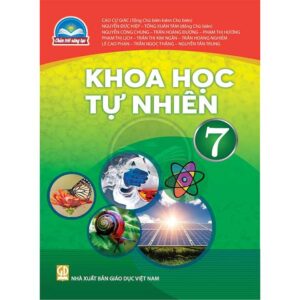 Chân trời sáng tạo
CAO CỰ GIÁC (Tổng Chủ biên kiêm Chủ biên)
NGUYỄN ĐỨC HIỆP – TỐNG XUÂN TÁM (đồng Chủ biên)
NGUYỄN CÔNG CHUNG – TRẦN HOÀNG ĐƯƠNG – PHẠM THỊ HƯƠNG
PHẠM THỊ LỊCH – TRẦN THỊ KIM NGÂN – TRẦN HOÀNG NGHIÊM
LÊ CAO PHAN – TRẦN NGỌC THẮNG – NGUYỄN TẤN TRUNG
KHOA HỌC
TỰ NHIÊN
7
NHÀ XUẤT BẢN GIÁO DỤC VIỆT NAM